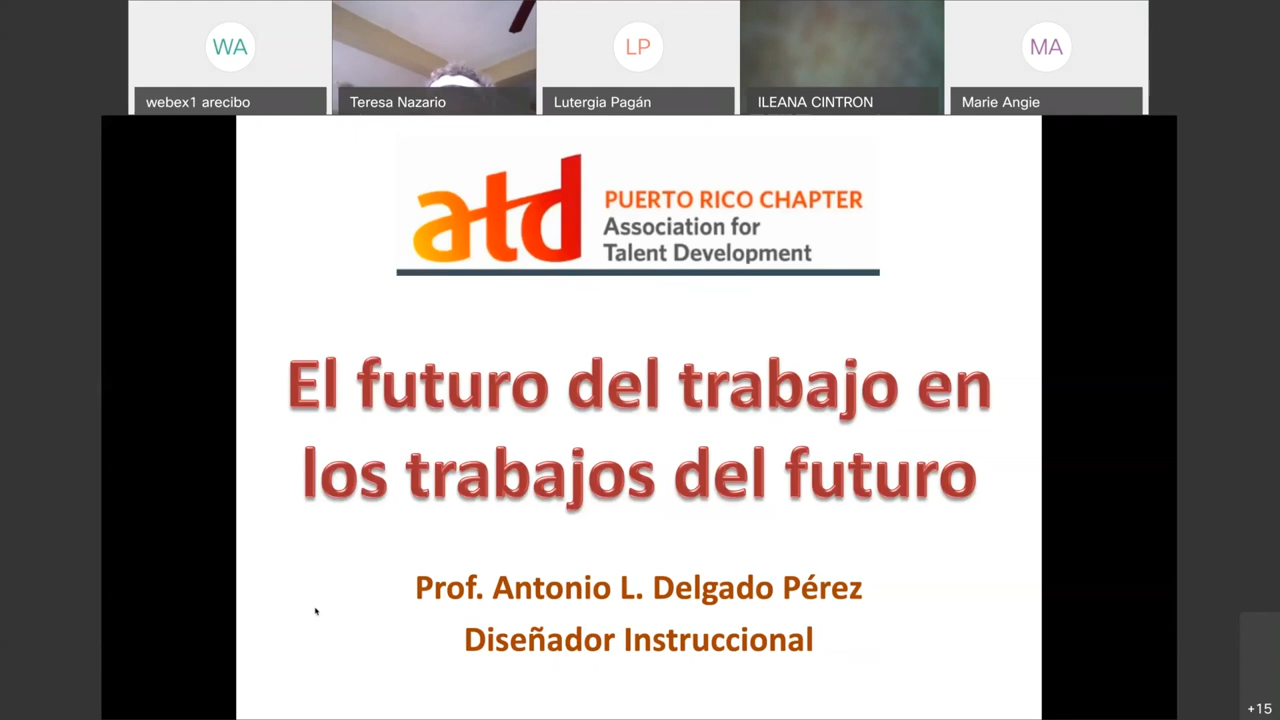 WA
LP
MA
webex1 arecibo
Teresa Nazario
Lutergia Pagán
ILEANA CINTRON
Marie Angie
atd
PUERTO RICO CHAPTER
Association for
Talent Development
El futuro del trabajo en
los trabajos del futuro
Prof. Antonio L. Delgado Pérez
Diseñador Instruccional
+15